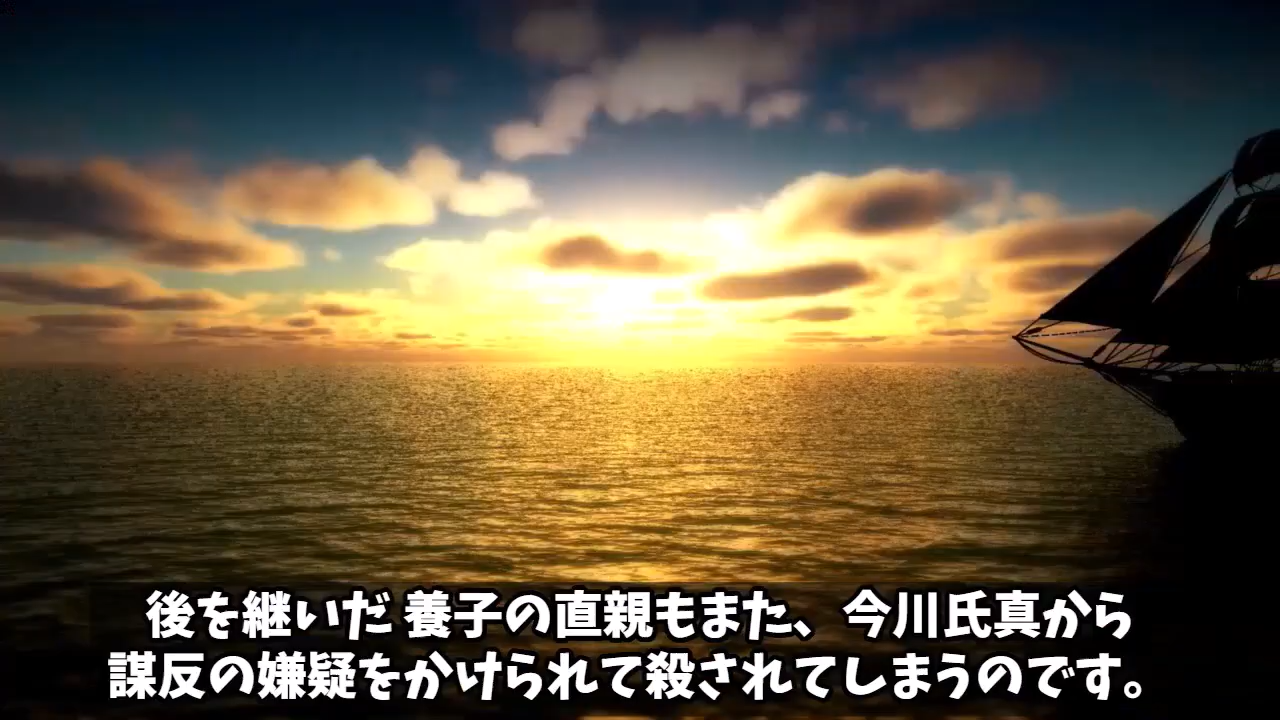 後を継いだ 養子の直親もまた、今川氏真から
謀反の嫌疑をかけられて殺されてしまうのです。